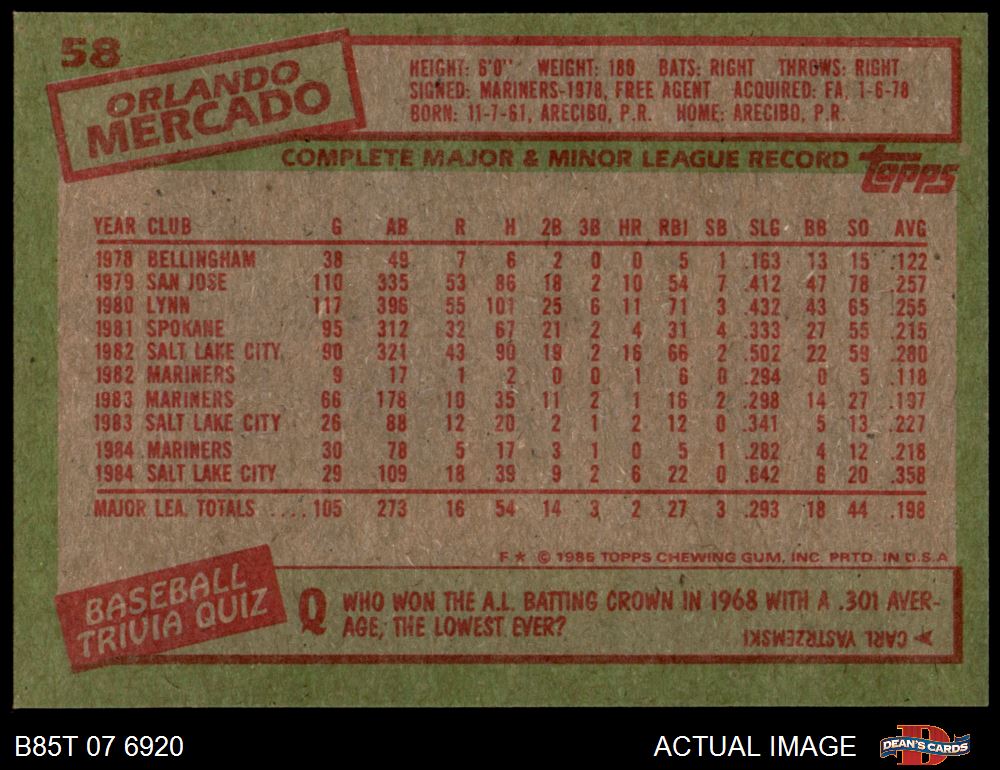 58
ORLANDO
MERCADO
HEIGHT: 6'0" WEIGHT: 180 BATS: RIGHT THROWS: RIGHT
SIGNED: MARINERS-1978, FREE AGENT ACQUIRED: FA, 1-6-78
BORN: 11-7-61, ARECIBO, P.R. HOME: ARECIBO, P.R.
COMPLETE MAJOR & MINOR LEAGUE RECORD
topps
YEAR CLUB G AB R H 2B 3B HR RBI SB SLG BB SO AVG
1978 BELLINGHAM 38 49 7 6 2 0 0 5 1 .163 13 15 .122
1979 SAN JOSE 110 335 53 86 18 2 10 54 7 .412 47 78 .257
1980 LYNN 117 396 55 101 25 6 11 71 3 .432 43 65 .255
1981 SPOKANE 95 312 32 67 21 2 4 31 4 .333 27 55 .215
1982 SALT LAKE CITY 90 321 43 90 19 2 16 66 2 .502 22 59 .280
1982 MARINERS 9 17 1 2 0 0 1 6 0 .294 0 5 .118
1983 MARINERS 66 178 10 35 11 2 1 16 2 .298 14 27 .197
1983 SALT LAKE CITY 26 88 12 20 2 1 2 12 0 .341 5 13 .227
1984 MARINERS 30 78 5 17 3 1 0 5 1 .282 4 12 .218
1984 SALT LAKE CITY 29 109 18 39 9 2 6 22 0 .642 6 20 .358
MAJOR LEA. TOTALS .... 105 273 16 54 14 3 2 27 3 .293 18 44 .198
F* © 1985 TOPPS CHEWING GUM, INC. PRTD. IN U.S.A.
BASEBALL
TRIVIA QUIZ
Q WHO WON THE A.L. BATTING CROWN IN 1968 WITH A .301 AVER-
AGE, THE LOWEST EVER?
A CARL YASTRZEMSKI
B85T 07 6920
ACTUAL IMAGE
D
DEAN'S CARDS